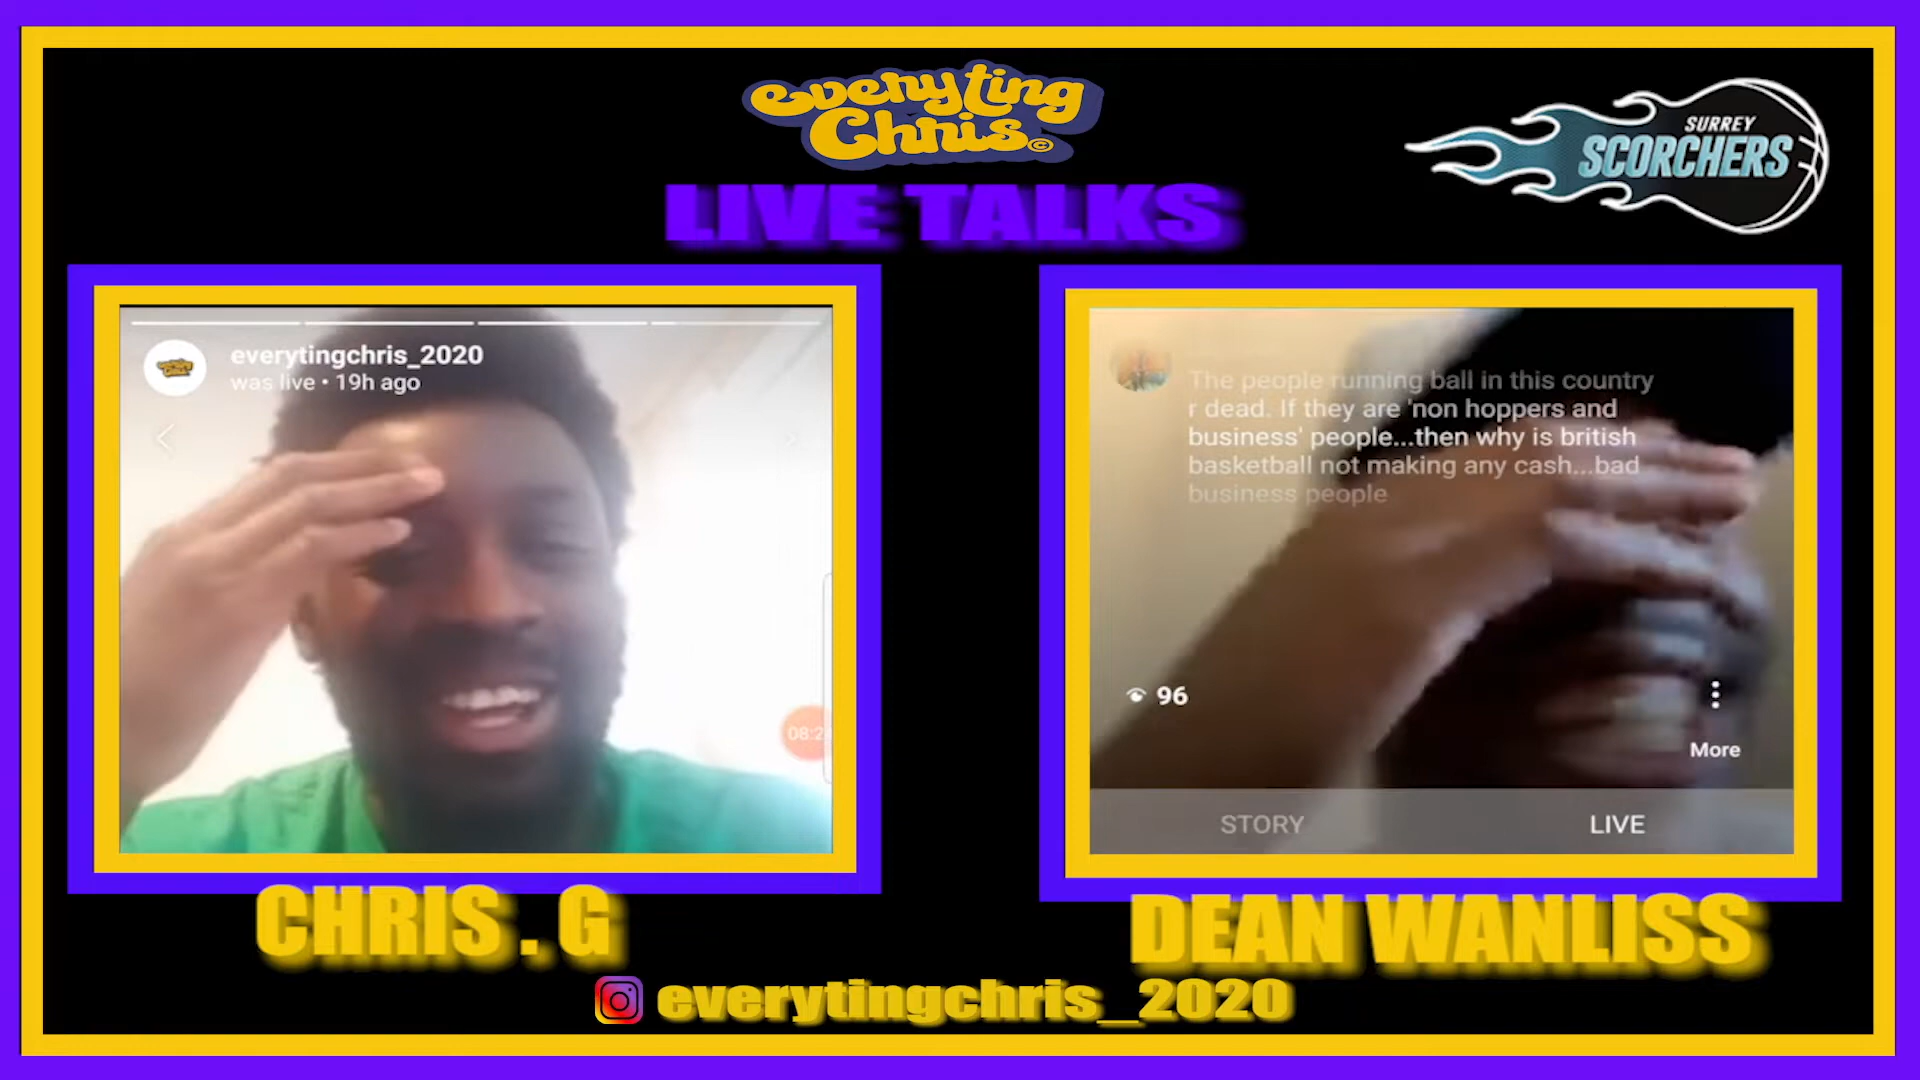 everyting
Chris©
SURREY
SCORCHERS
LIVE TALKS
everytingchris_2020
was live • 19h ago
The people running ball in this country
r dead. If they are 'non hoppers and
business' people...then why is british
basketball not making any cash...bad
business people
08:2
96
More
STORY
LIVE
CHRIS . G
DEAN WANLISS
everytingchris_2020